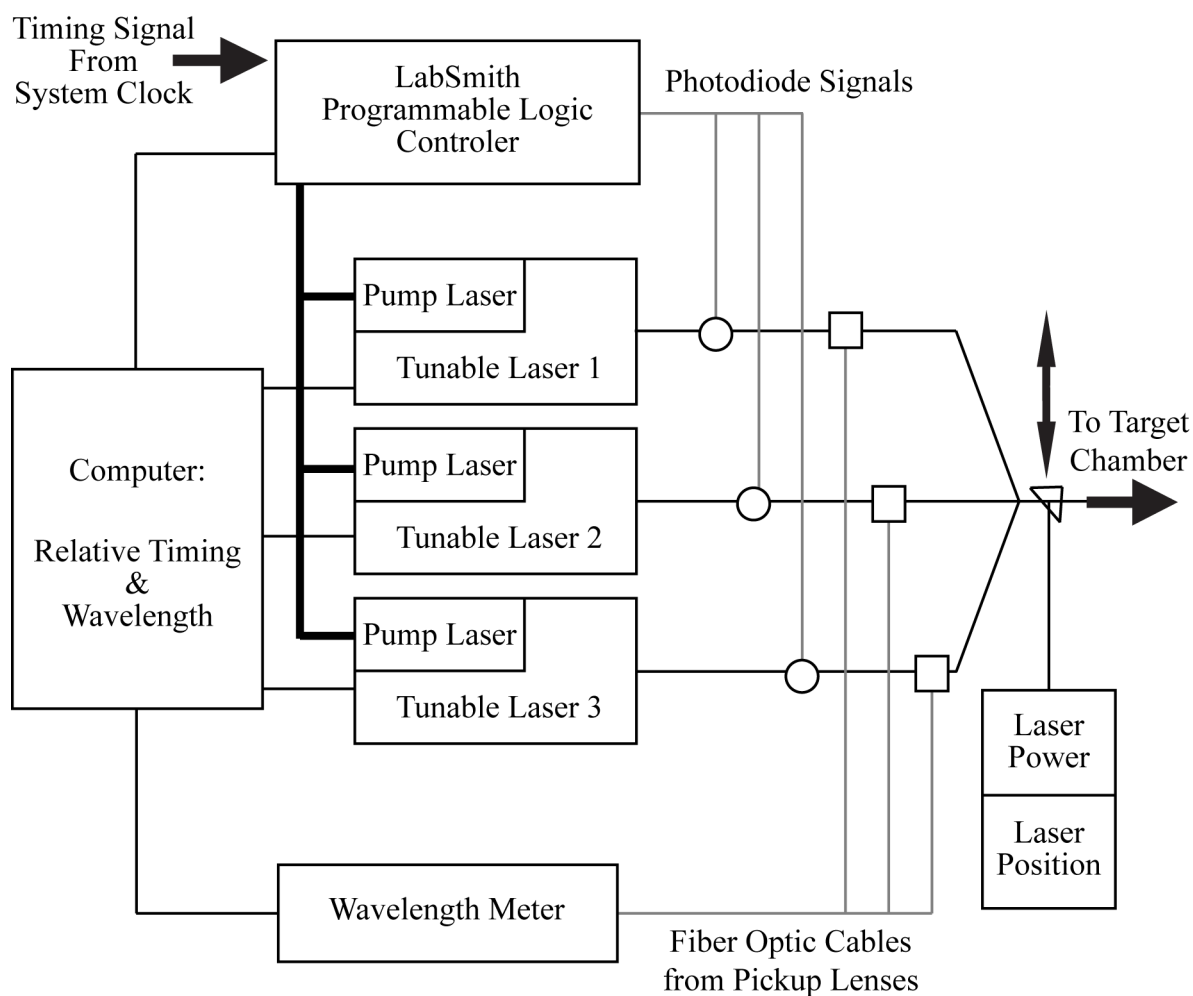 Timing Signal
From
System Clock
LabSmith
Programmable Logic
Controler
Photodiode Signals
Pump Laser
Tunable Laser 1
Pump Laser
Tunable Laser 2
Pump Laser
Tunable Laser 3
Computer:
Relative Timing
&
Wavelength
To Target
Chamber
Laser
Power
Laser
Position
Wavelength Meter
Fiber Optic Cables
from Pickup Lenses